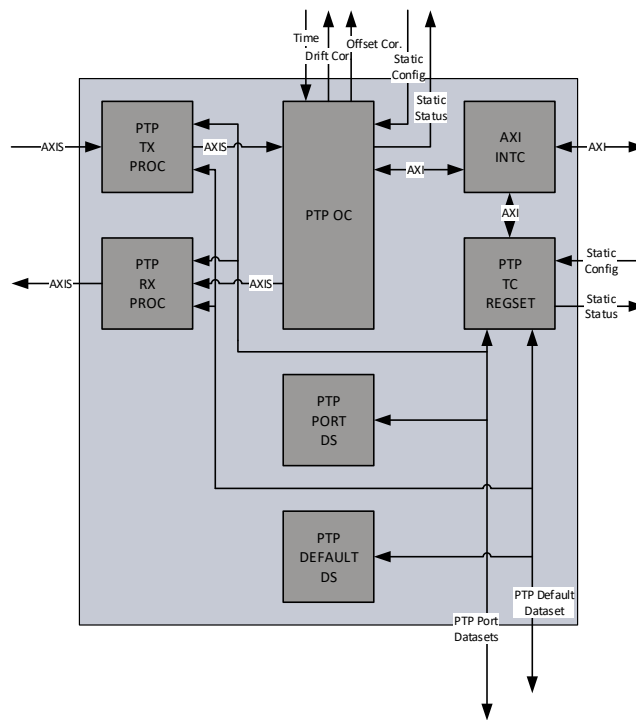 Time
Drift Cor.
Offset Cor.
Static
Config
Static
Status
AXIS
PTP
TX
PROC
AXIS
PTP OC
AXI
AXI
INTC
AXI
AXI
AXIS
PTP
RX
PROC
AXIS
PTP
TC
REGSET
Static
Config
Static
Status
PTP
PORT
DS
PTP
DEFAULT
DS
PTP Port
Datasets
PTP Default
Dataset